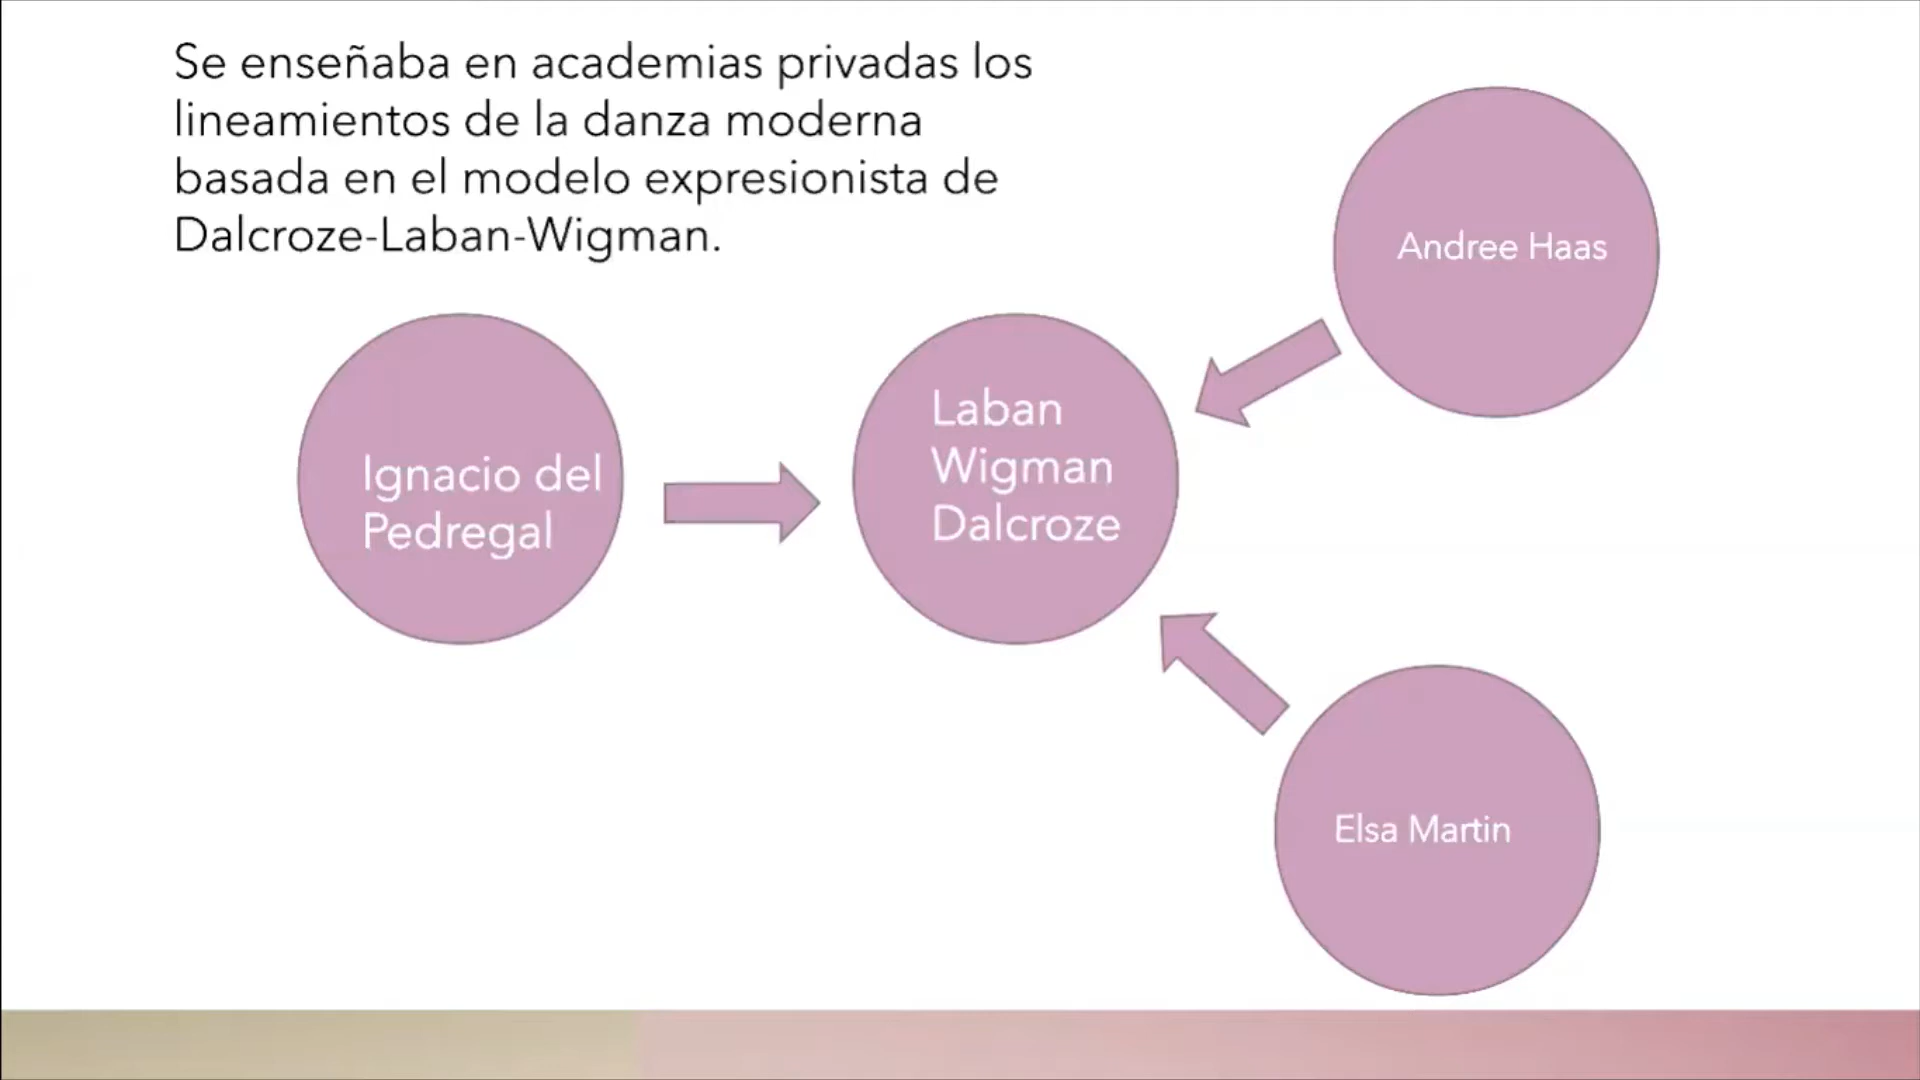 Se enseñaba en academias privadas los
lineamientos de la danza moderna
basada en el modelo expresionista de
Dalcroze-Laban-Wigman.
Andree Haas
Ignacio del
Pedregal
Laban
Wigman
Dalcroze
Elsa Martin